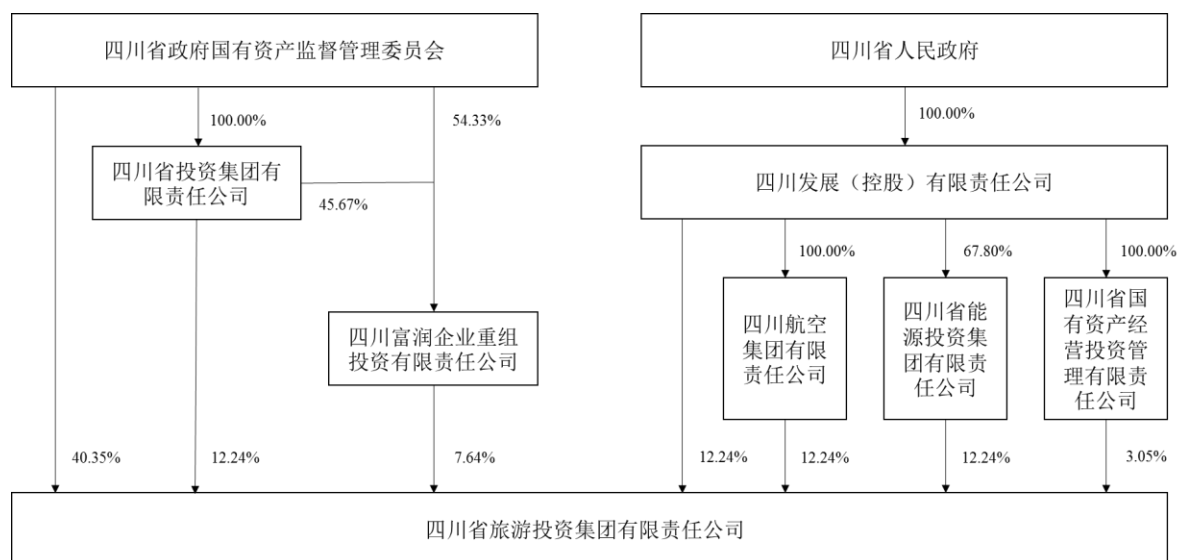 四川省政府国有资产监督管理委员会
四川省人民政府
100.00%
54.33%
100.00%
四川省投资集团有
限责任公司
45.67%
四川发展（控股）有限责任公司
100.00%
67.80%
100.00%
四川富润企业重组
投资有限责任公司
四川航空
集团有限
责任公司
四川省能
源投资集
团有限责
任公司
四川省国
有资产经
营投资管
理有限责
任公司
40.35%
12.24%
7.64%
12.24%
12.24%
12.24%
3.05%
四川省旅游投资集团有限责任公司